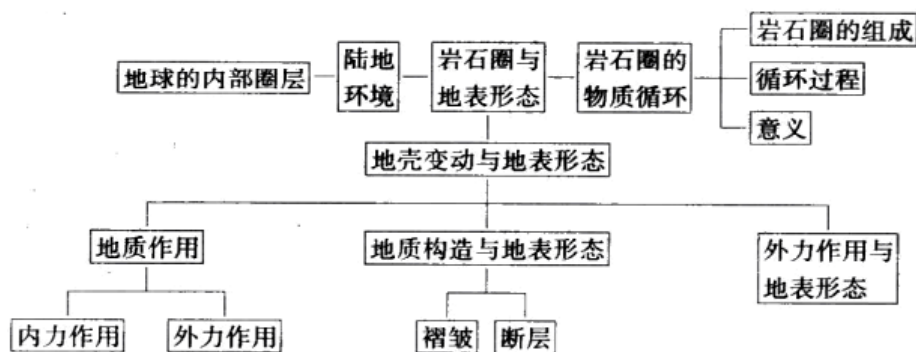 岩石圈的组成
地球的内部圈层
陆地
环境
岩石圈与
地表形态
岩石圈的
物质循环
循环过程
意义
地壳变动与地表形态
地质作用
地质构造与地表形态
外力作用与
地表形态
内力作用
外力作用
褶皱
断层